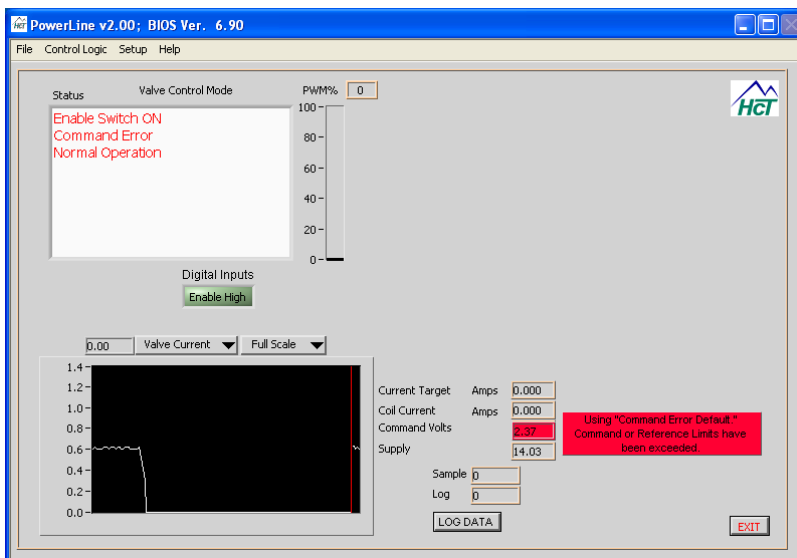 PowerLine v2.00; BIOS Ver. 6.90
File Control Logic Setup Help
Status Valve Control Mode PWM% 0
Enable Switch ON
Command Error
Normal Operation
100
80
60
40
20
0
HCT
Digital Inputs
Enable High
0.00 Valve Current Full Scale
1.4
1.2
1.0
0.8
0.6
0.4
0.2
0.0
Current Target Amps 0.000
Coil Current Amps 0.000
Command Volts 2.37
Supply 14.03
Using "Command Error Default."
Command or Reference Limits have
been exceeded.
Sample 0
Log 0
LOG DATA
EXIT